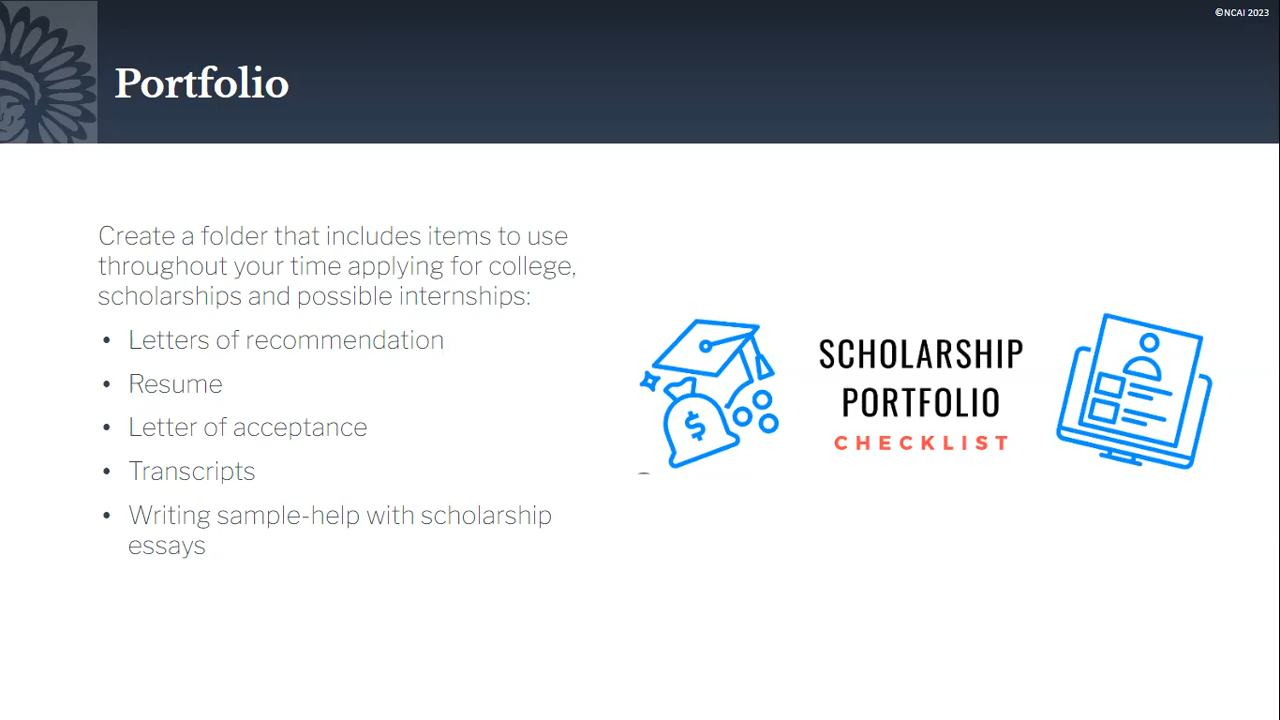 ©NCAI 2023
Portfolio
Create a folder that includes items to use
throughout your time applying for college,
scholarships and possible internships:
• Letters of recommendation
• Resume
• Letter of acceptance
• Transcripts
• Writing sample-help with scholarship
essays
$
SCHOLARSHIP
PORTFOLIO
CHECKLIST